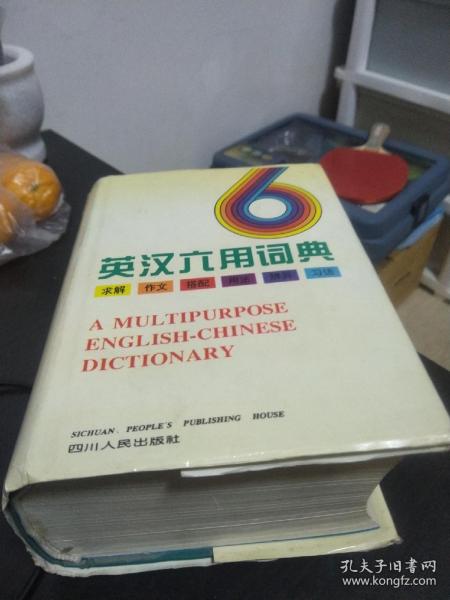 6
英汉六用词典
求解 作文 搭配 用法 辨异 习语
A MULTIPURPOSE
ENGLISH-CHINESE
DICTIONARY
SICHUAN PEOPLE'S PUBLISHING HOUSE
四川人民出版社
孔夫子旧书网
www.kongfz.com